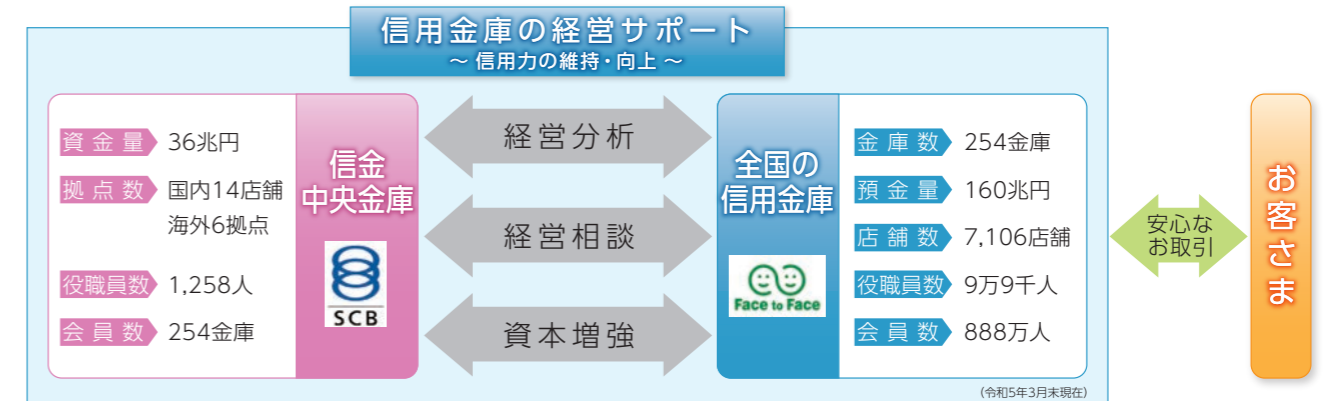 信用金庫の経営サポート
～ 信用力の維持・向上 ～
資金量 36兆円
拠点数 国内14店舗
海外6拠点
役職員数 1,258人
会員数 254金庫
信金
中央金庫
SCB
経営分析
経営相談
資本増強
全国の
信用金庫
Face to Face
金庫数 254金庫
預金量 160兆円
店舗数 7,106店舗
役職員数 9万9千人
会員数 888万人
(令和5年3月末現在)
安心な
お取引
お客さま